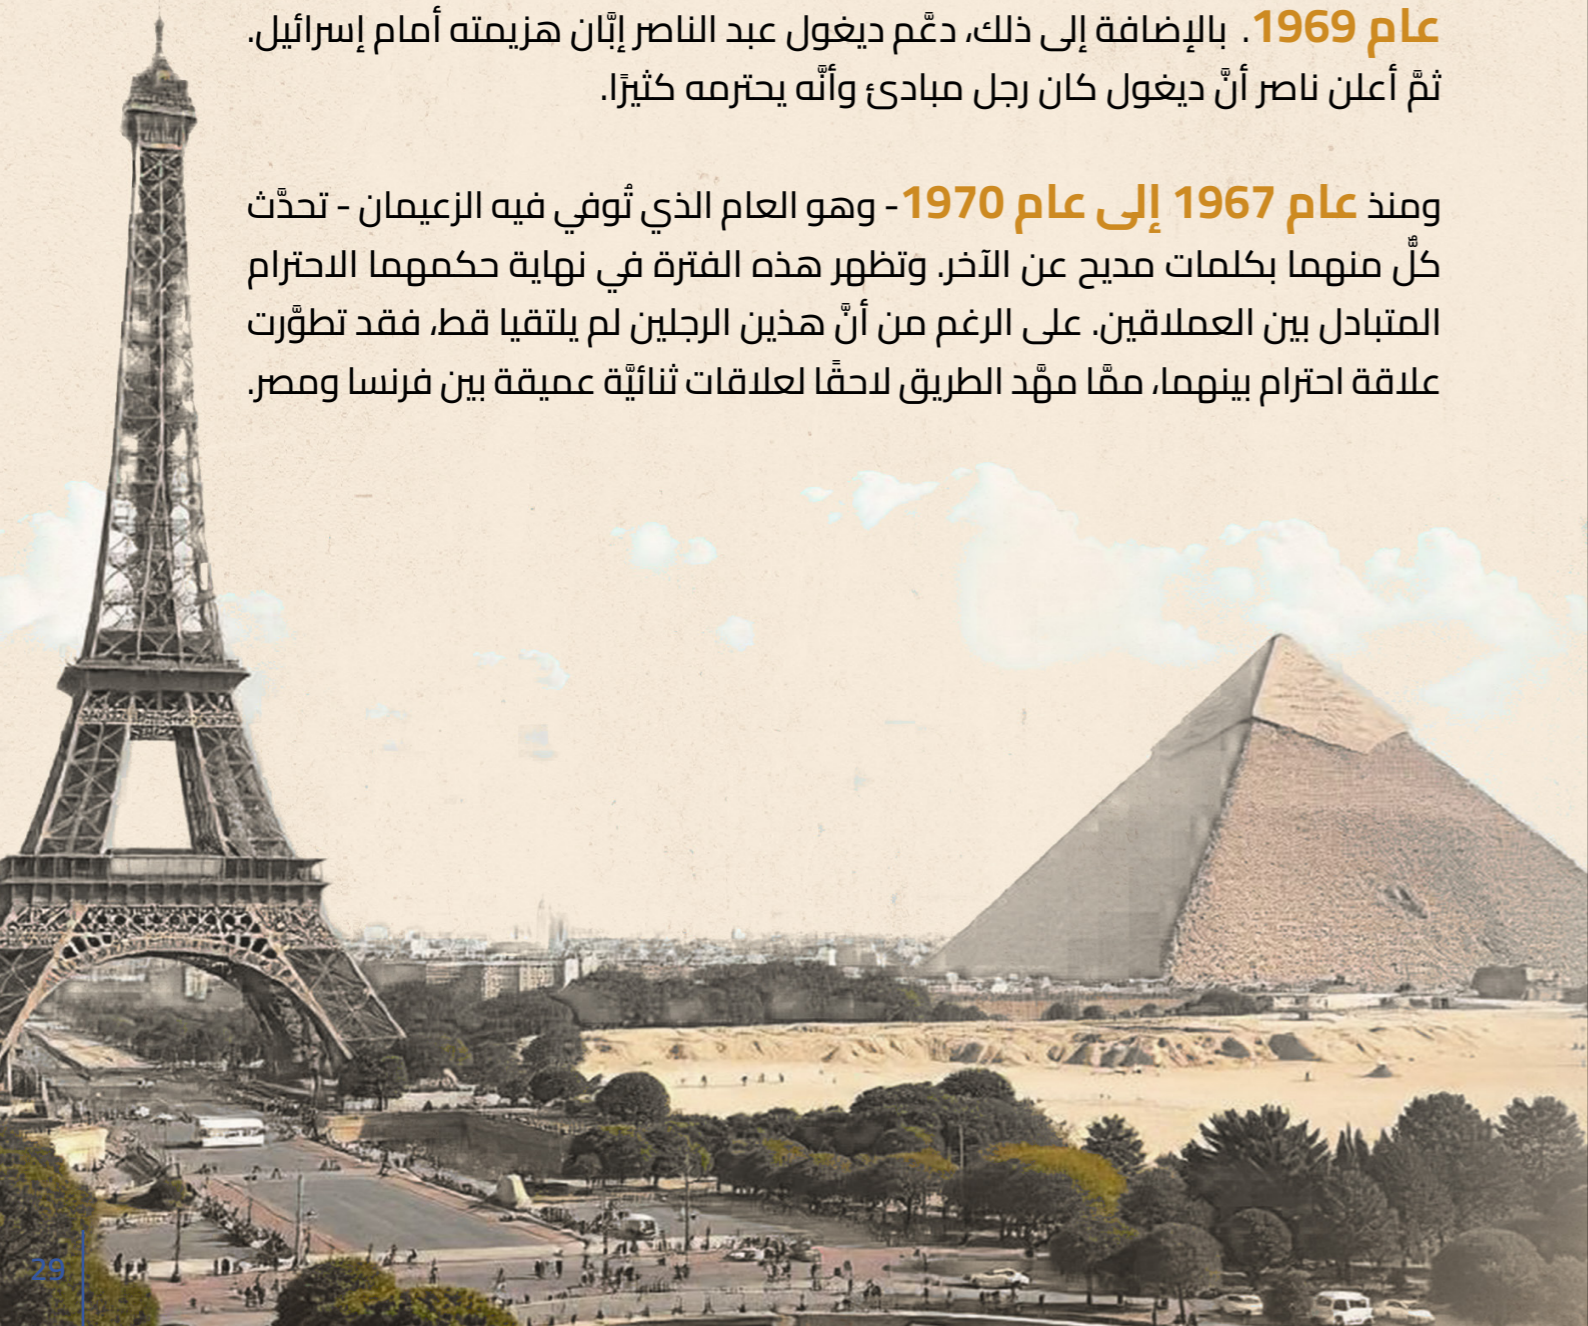 عام 1969. بالإضافة إلى ذلك، دعَّم ديغول عبد الناصر إبَّان هزيمته أمام إسرائيل.
ثمَّ أعلن ناصر أنَّ ديغول كان رجل مبادئ وأنَّه يحترمه كثيرًا.
ومنذ عام 1967 إلى عام 1970- وهو العام الذي تُوفي فيه الزعيمان - تحدَّث
كلَّ منهما بكلمات مديح عن الآخر. وتظهر هذه الفترة في نهاية حكمهما الاحترام
المتبادل بين العملاقين. على الرغم من أنَّ هذين الرجلين لم يلتقيا قط، فقد تطوَّرت
علاقة احترام بينهما، ممَّا مهَّد الطريق لاحقًا لعلاقات ثنائيَّة عميقة بين فرنسا ومصر.
29